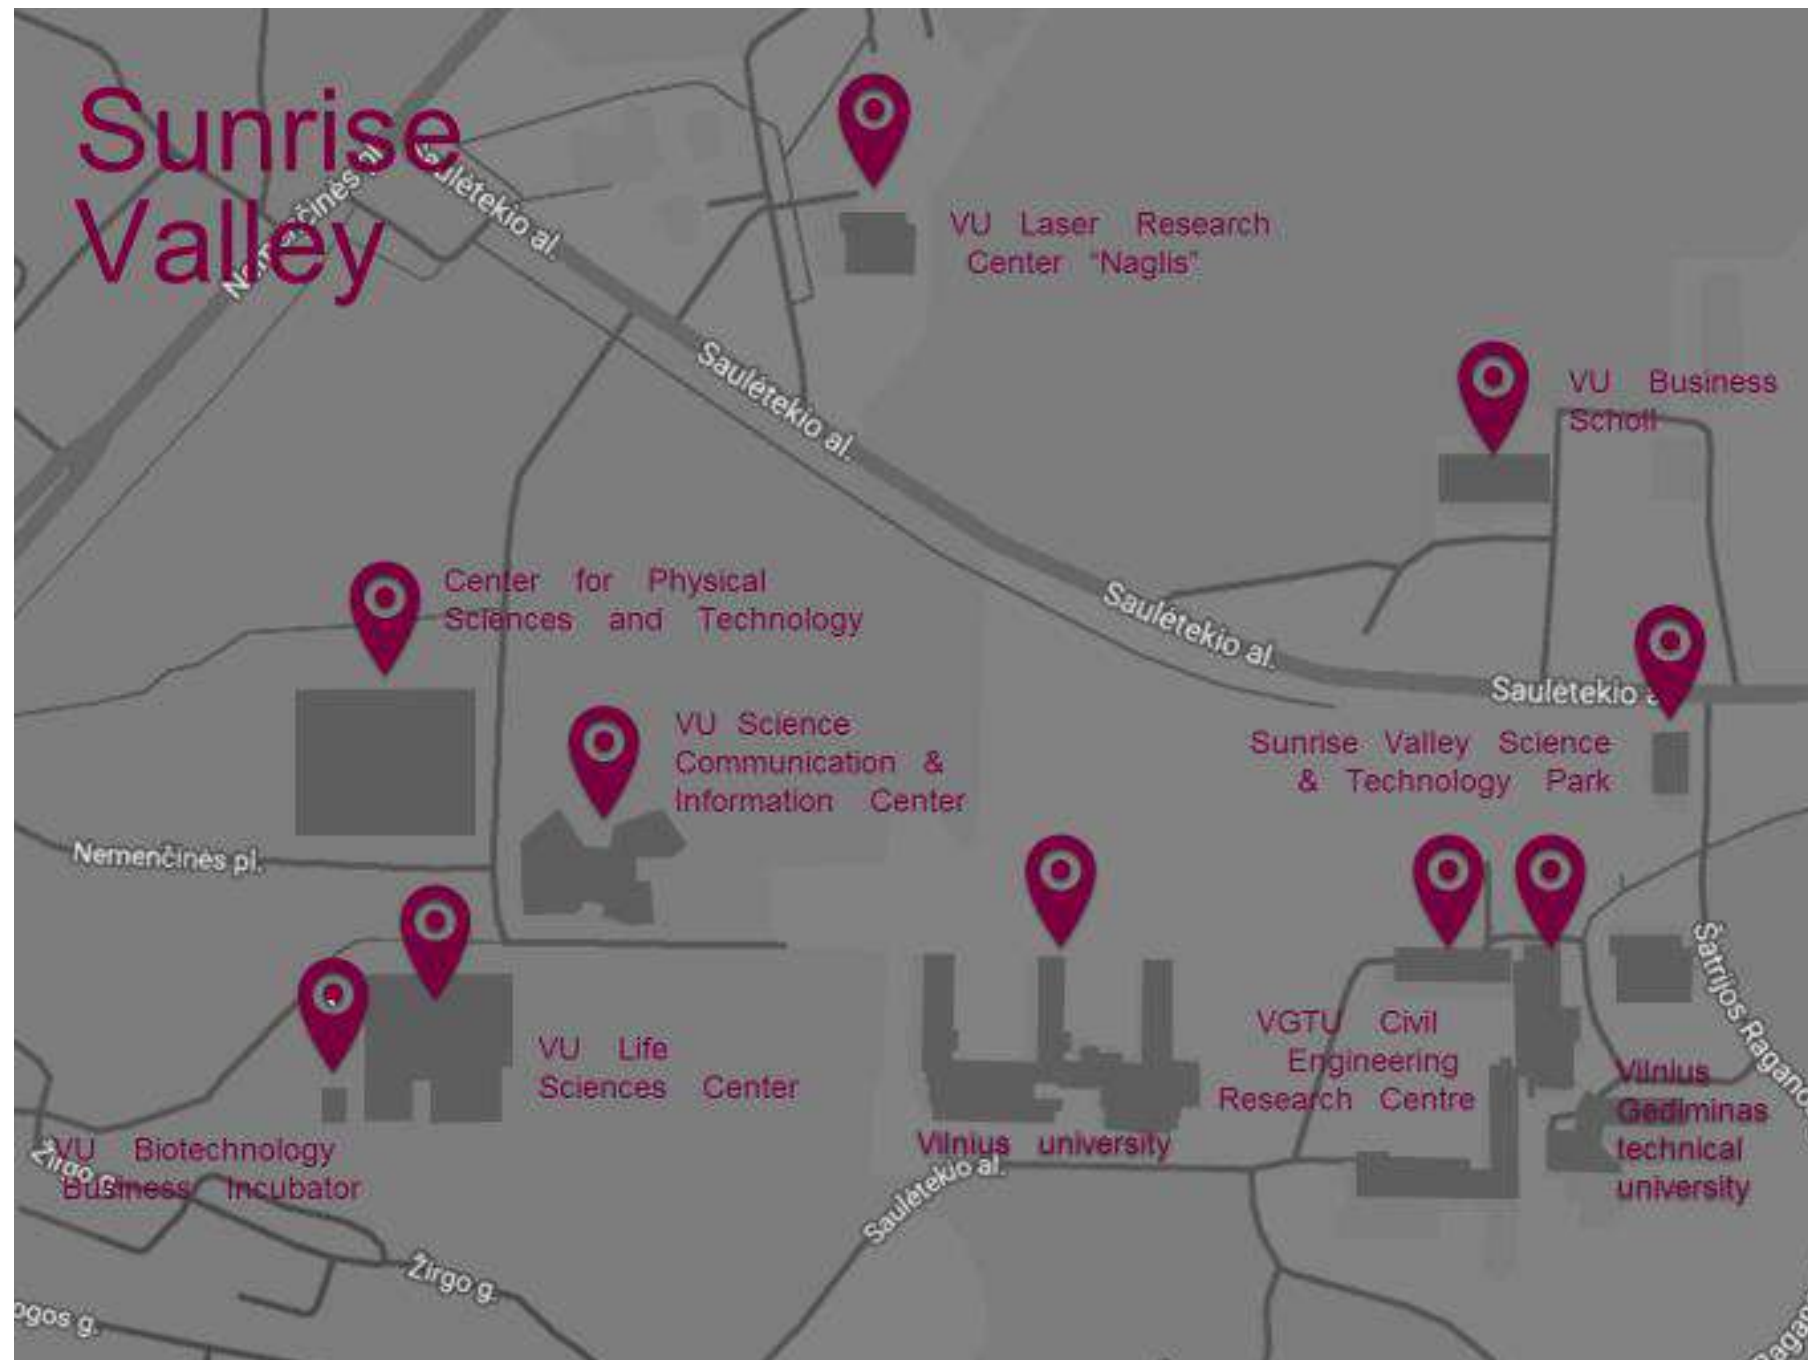 Sunrise
Valley
Nemenčinės pl.
Saulėtekio al.
VU Laser Research
Center “Naglis”
Saulėtekio al.
VU Business
Scholl
Center for Physical
Sciences and Technology
Saulėtekio al.
Saulėtekio
VU Science
Communication &
Information Center
Sunrise Valley Science
& Technology Park
Nemenčinės pl.
Šatrijos
VU Life
Sciences Center
VGTU Civil
Engineering
Research Centre
Vilnius
Gediminas
technical
university
Vilnius university
VU Biotechnology
Business Incubator
Žirgo g.
Saulėtekio al.
Žirgo g.
ogos g.